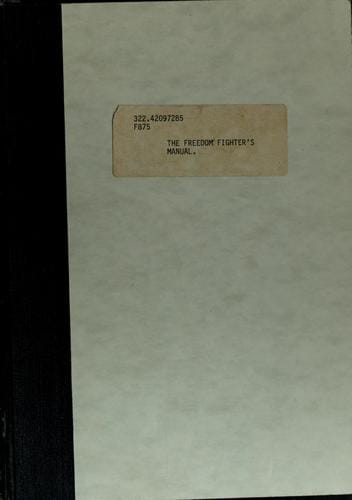 322.42097285
F875
THE FREEDOM FIGHTER'S
MANUAL.